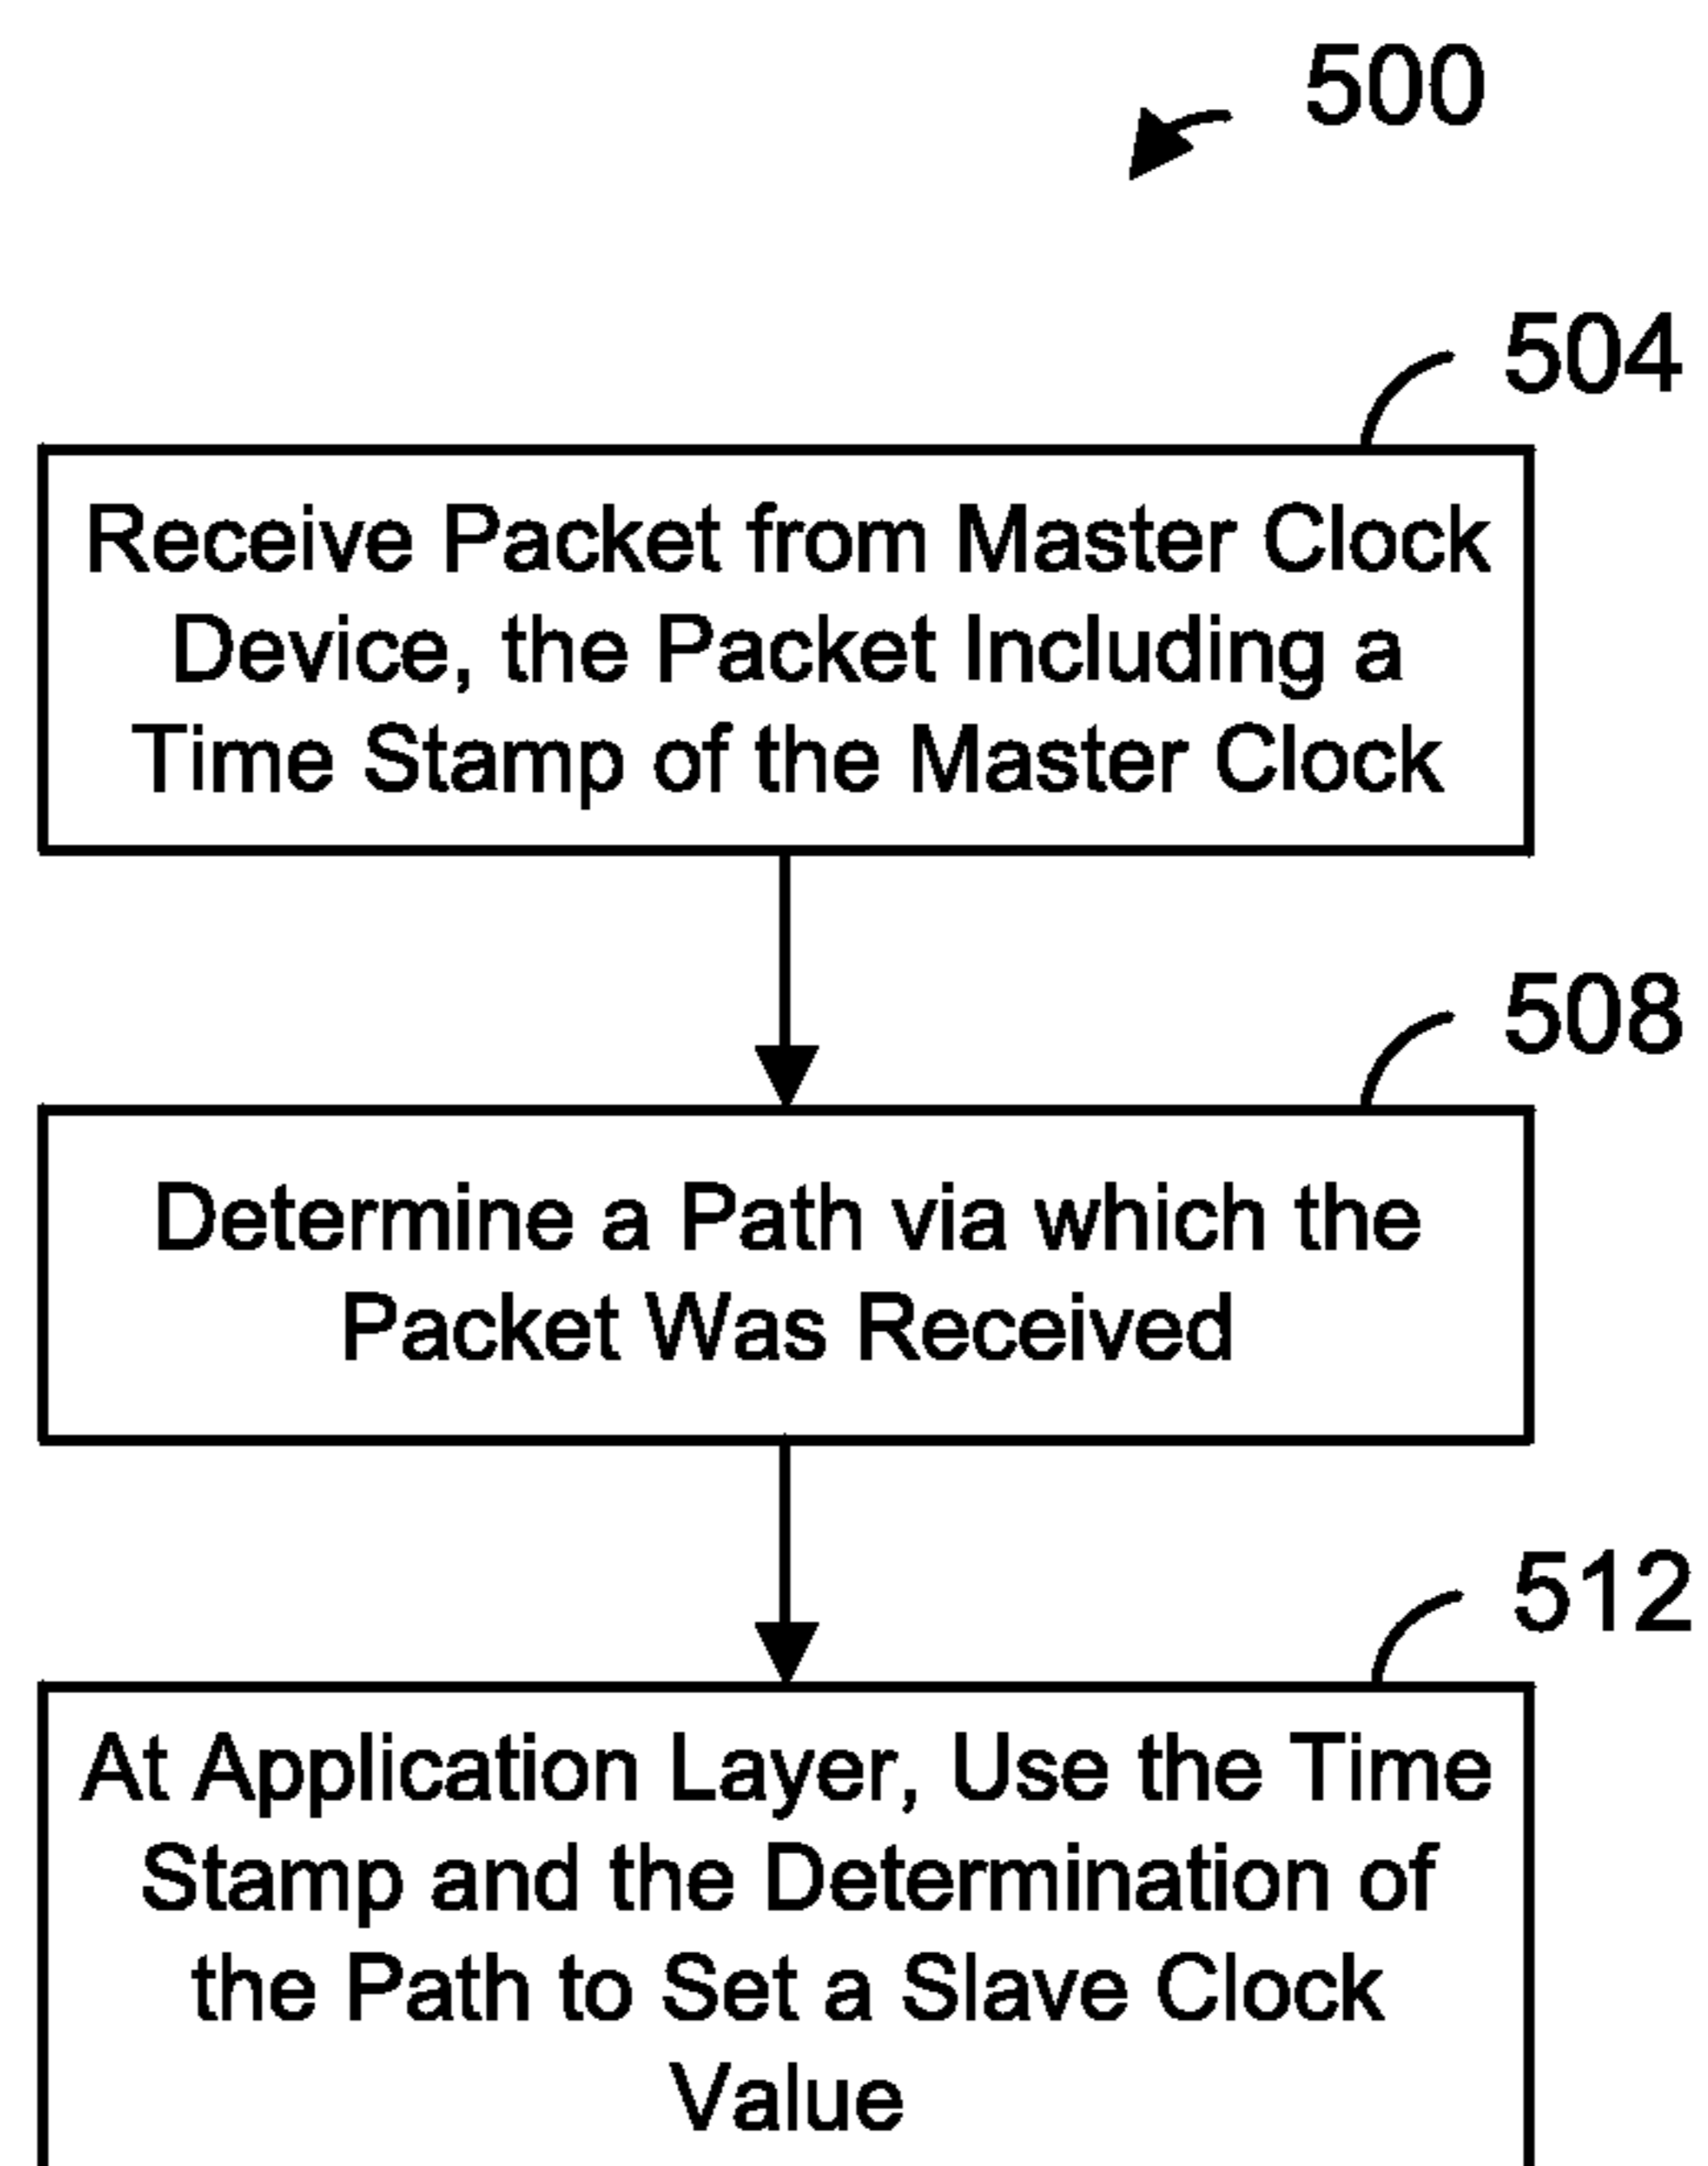 500
504
Receive Packet from Master Clock
Device, the Packet Including a
Time Stamp of the Master Clock
508
Determine a Path via which the
Packet Was Received
512
At Application Layer, Use the Time
Stamp and the Determination of
the Path to Set a Slave Clock
Value